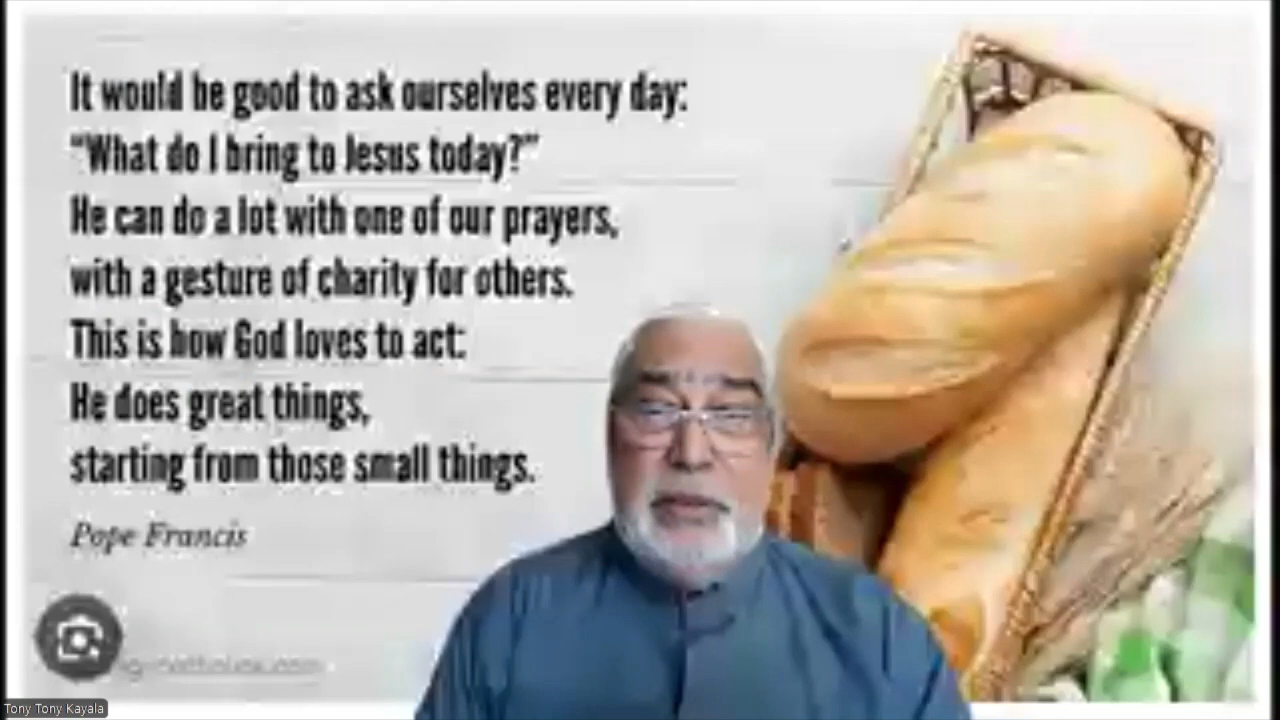 It would be good to ask ourselves every day:
“What do I bring to Jesus today?”
He can do a lot with one of our prayers,
with a gesture of charity for others.
This is how God loves to act:
He does great things,
starting from those small things.
Pope Francis
Tony Tony Kayala